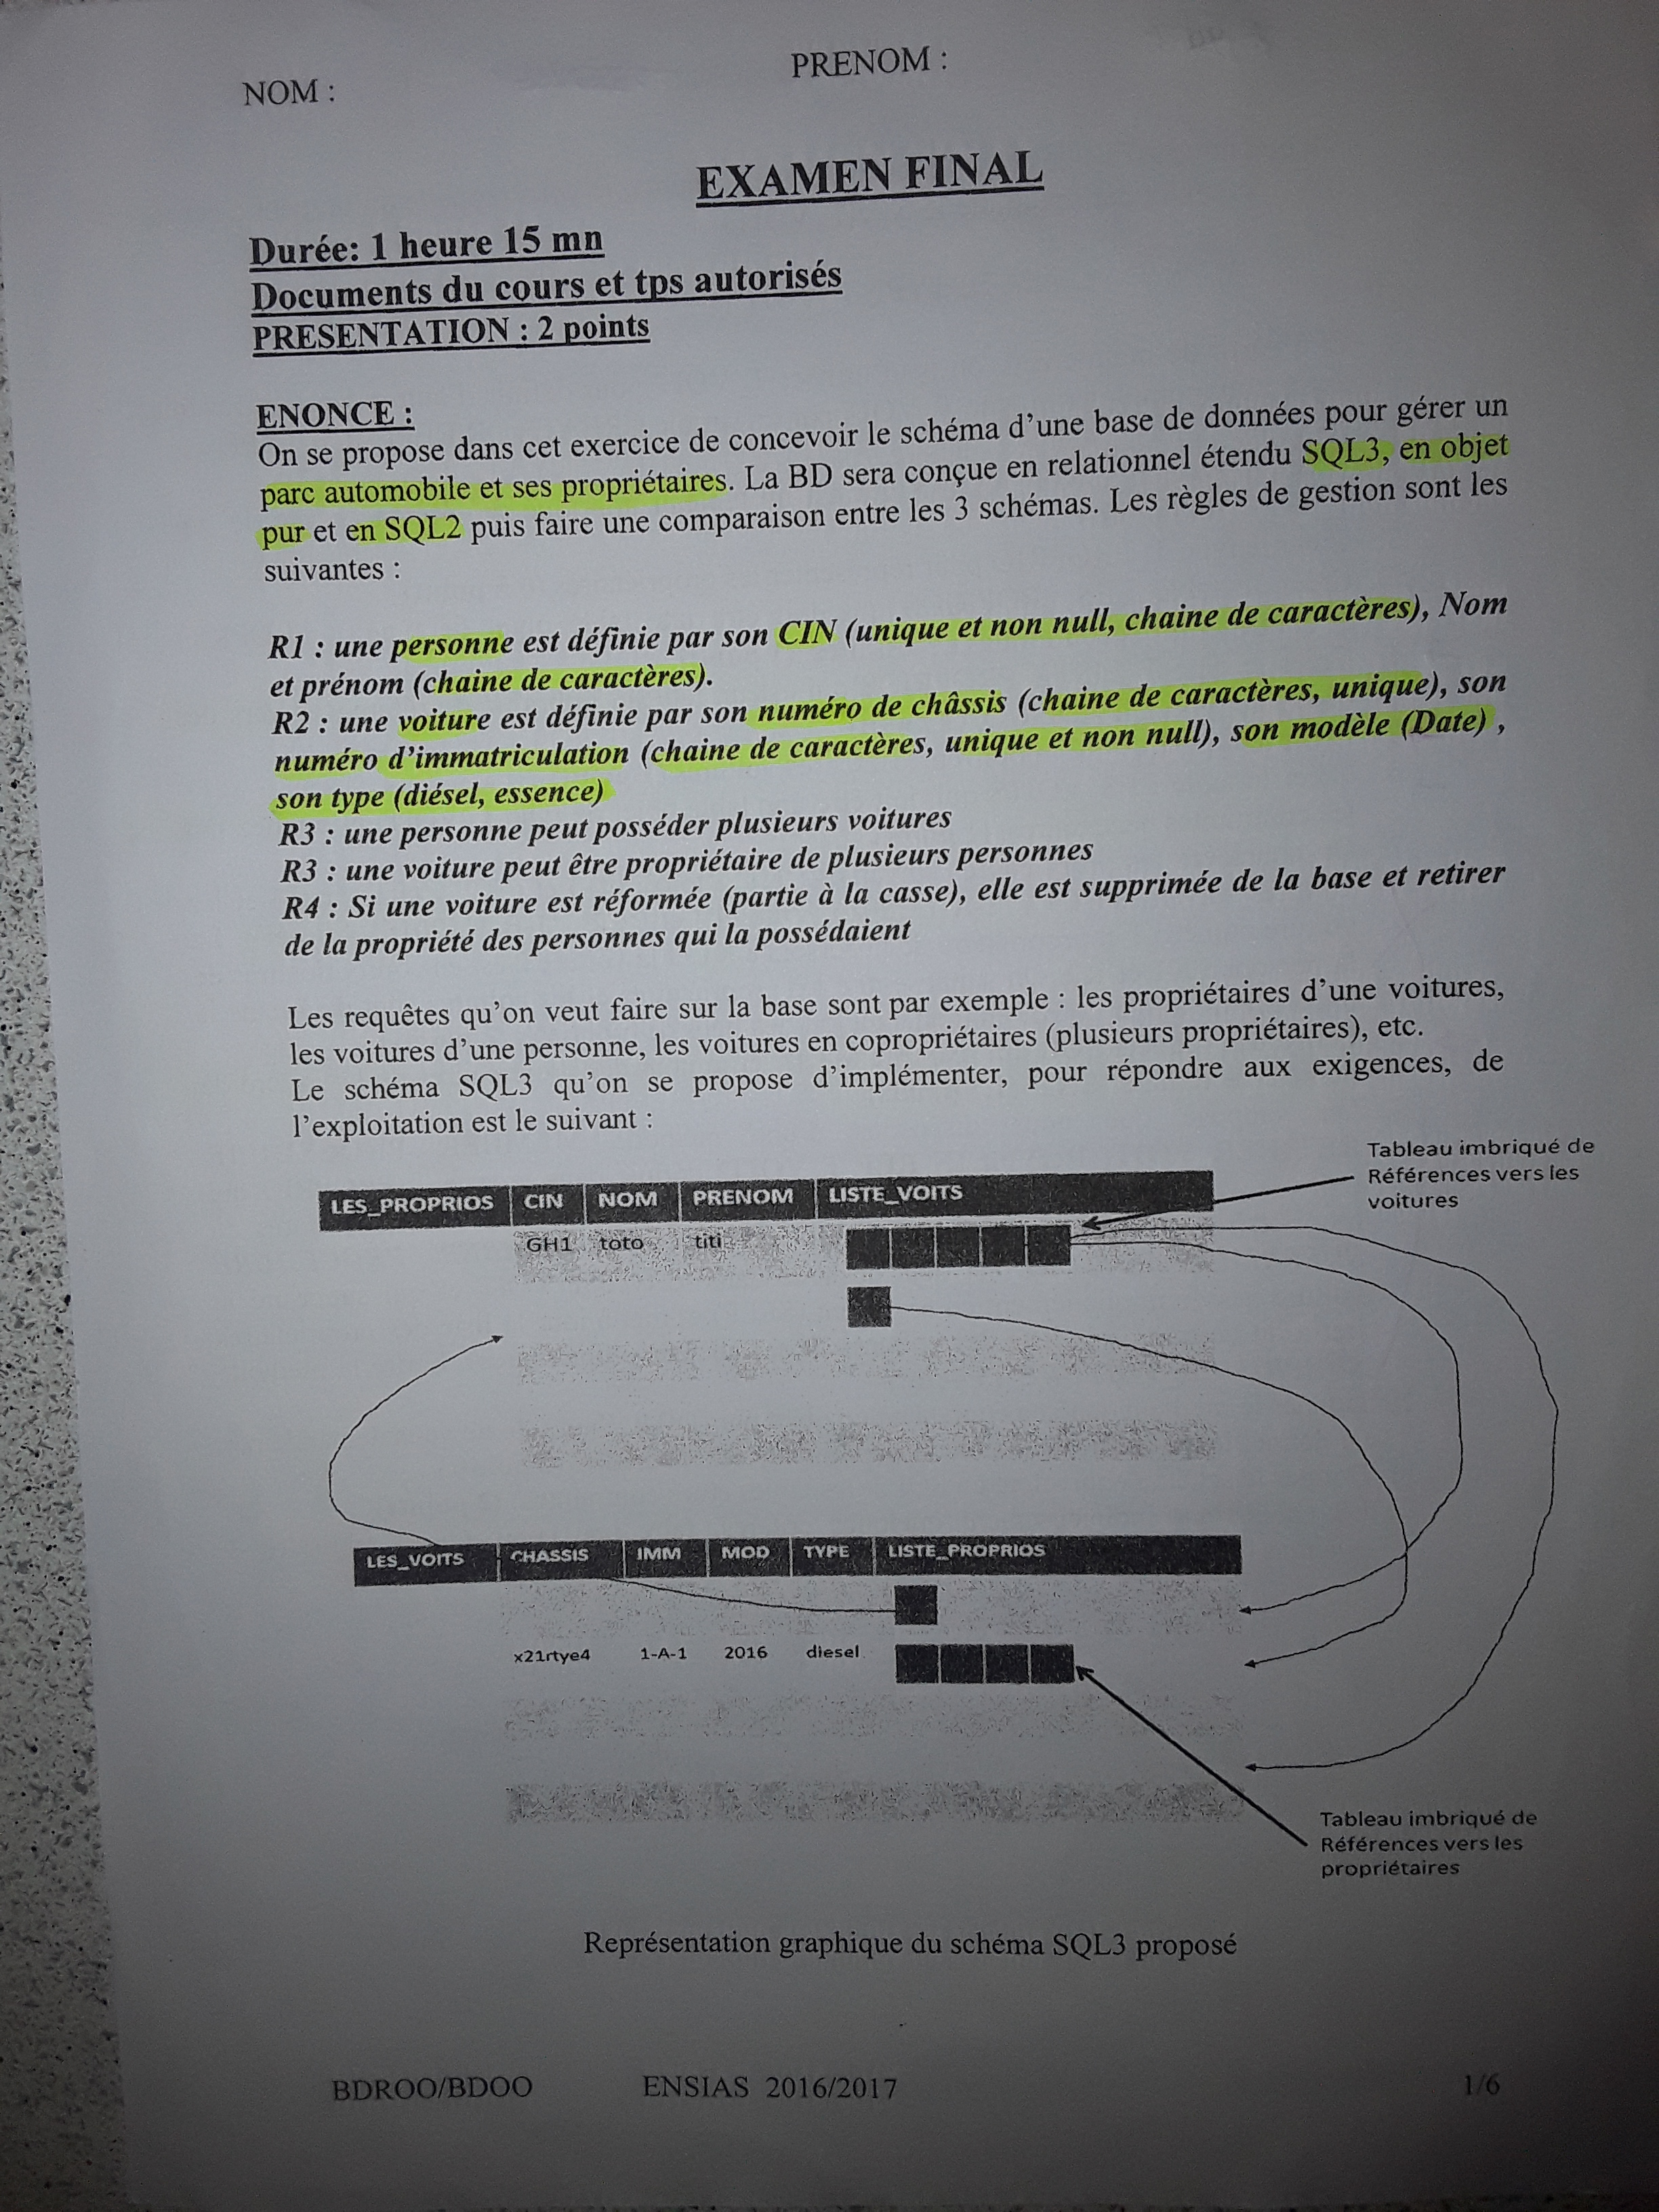 NOM :
PRENOM :
EXAMEN FINAL
Durée: 1 heure 15 mn
Documents du cours et tps autorisés
PRESENTATION : 2 points
ENONCE :
On se propose dans cet exercice de concevoir le schéma d'une base de données pour gérer un
parc automobile et ses propriétaires. La BD sera conçue en relationnel étendu SQL3, en objet
pur et en SQL2 puis faire une comparaison entre les 3 schémas. Les règles de gestion sont les
suivantes :
R1 : une personne est définie par son CIN (unique et non null, chaine de caractères), Nom
et prénom (chaine de caractères).
R2 : une voiture est définie par son numéro de châssis (chaine de caractères, unique), son
numéro d'immatriculation (chaine de caractères, unique et non null), son modèle (Date) ,
son type (diésel, essence)
R3 : une personne peut posséder plusieurs voitures
R3 : une voiture peut être propriétaire de plusieurs personnes
R4 : Si une voiture est réformée (partie à la casse), elle est supprimée de la base et retirer
de la propriété des personnes qui la possédaient
Les requêtes qu'on veut faire sur la base sont par exemple : les propriétaires d'une voitures,
les voitures d'une personne, les voitures en copropriétaires (plusieurs propriétaires), etc.
Le schéma SQL3 qu'on se propose d'implémenter, pour répondre aux exigences, de
l'exploitation est le suivant :
Tableau imbriqué de
Références vers les
voitures
LES_PROPRIOS CIN NOM PRENOM LISTE_VOITS
GH1 toto titi
LES_VOITS CHASSIS IMM MOD TYPE LISTE_PROPRIOS
x21rtye4 1-A-1 2016 diesel
Tableau imbriqué de
Références vers les
propriétaires
Représentation graphique du schéma SQL3 proposé
BDROO/BDOO ENSIAS 2016/2017 1/6